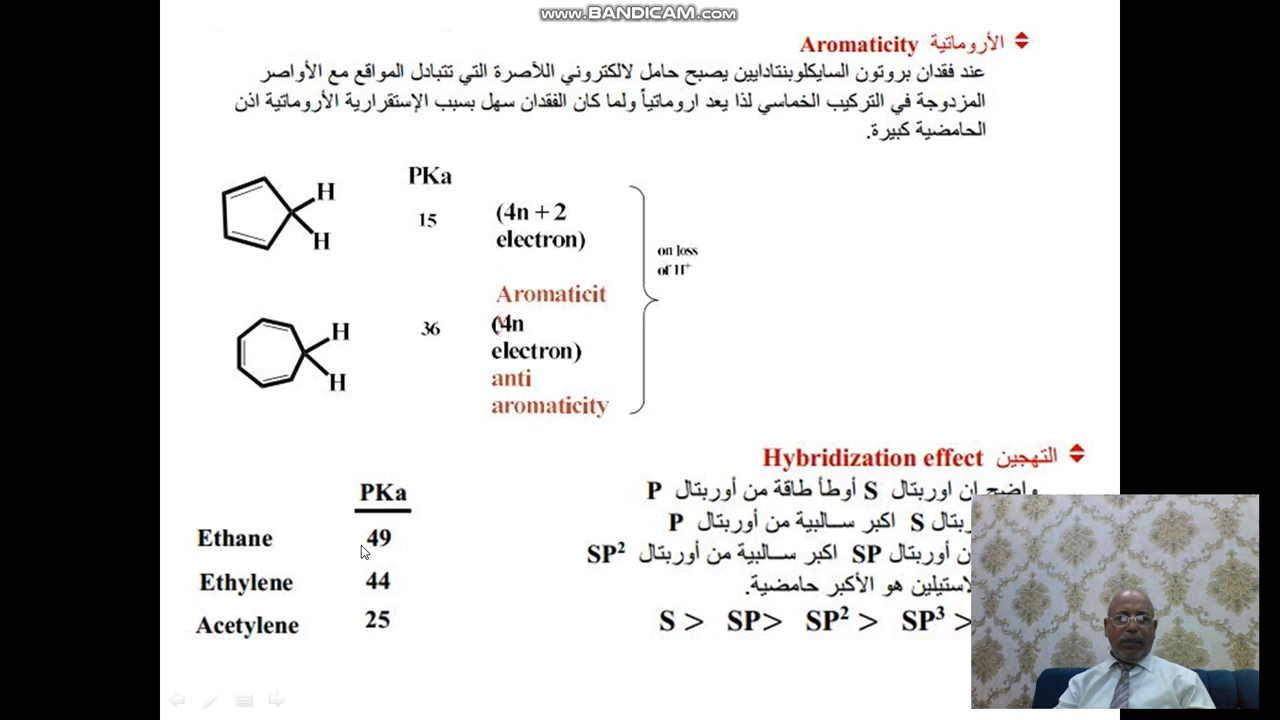 www.BANDICAM.com
الأروماتية Aromaticity
عند فقدان بروتون السايكلوبنتادايين يصبح حامل لالكتروني اللآصرة التي تتبادل المواقع مع الأواصر
المزدوجة في التركيب الخماسي لذا يعد اروماتياً ولما كان الفقدان سهل بسبب الإستقرارية الأروماتية اذن
الحامضية كبيرة.
PKa
H
H
15
(4n + 2
electron)
on loss
of H⁺
Aromaticit
y
H
H
36
(4n
electron)
anti
aromaticity
التهجين Hybridization effect
واضح ان اوربتال S أوطأ طاقة من أوربتال P
S اكبر سالبية من أوربتال P
أوربتال SP اكبر سالبية من أوربتال SP²
هو الأكبر حامضية.
S > SP> SP² > SP³ >
PKa
Ethane 49
Ethylene 44
Acetylene 25